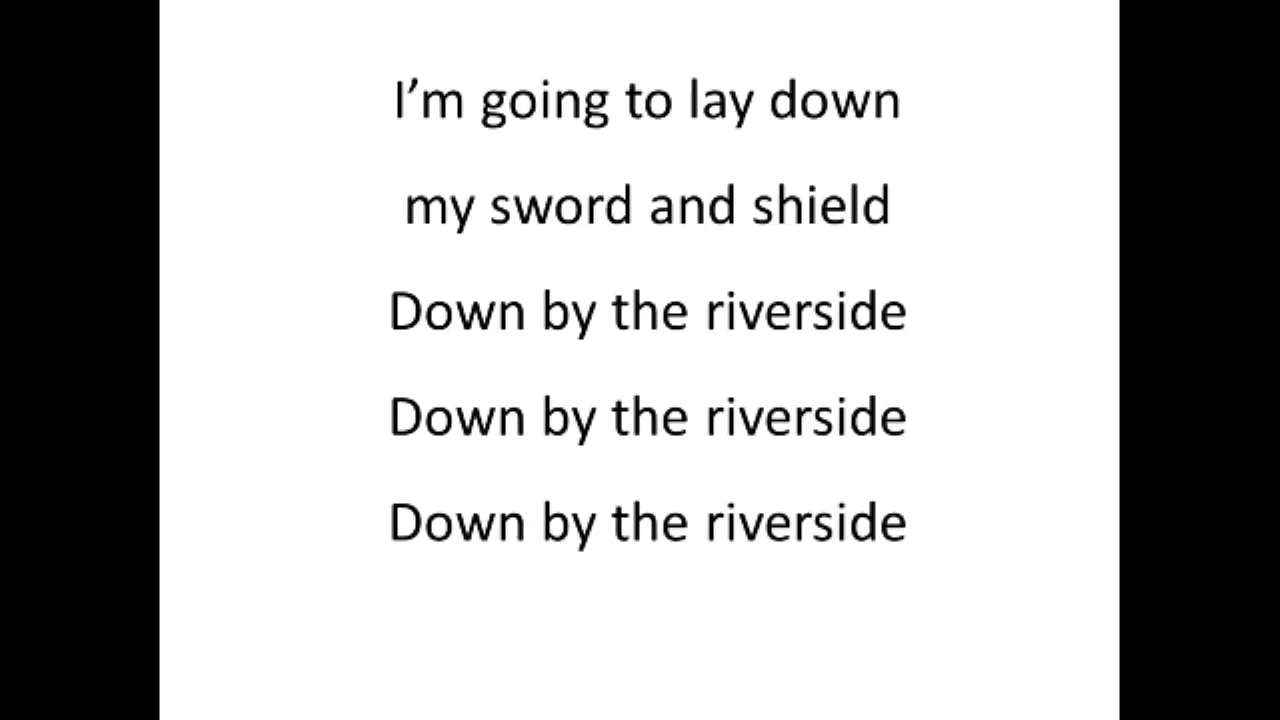 I’m going to lay down
my sword and shield
Down by the riverside
Down by the riverside
Down by the riverside